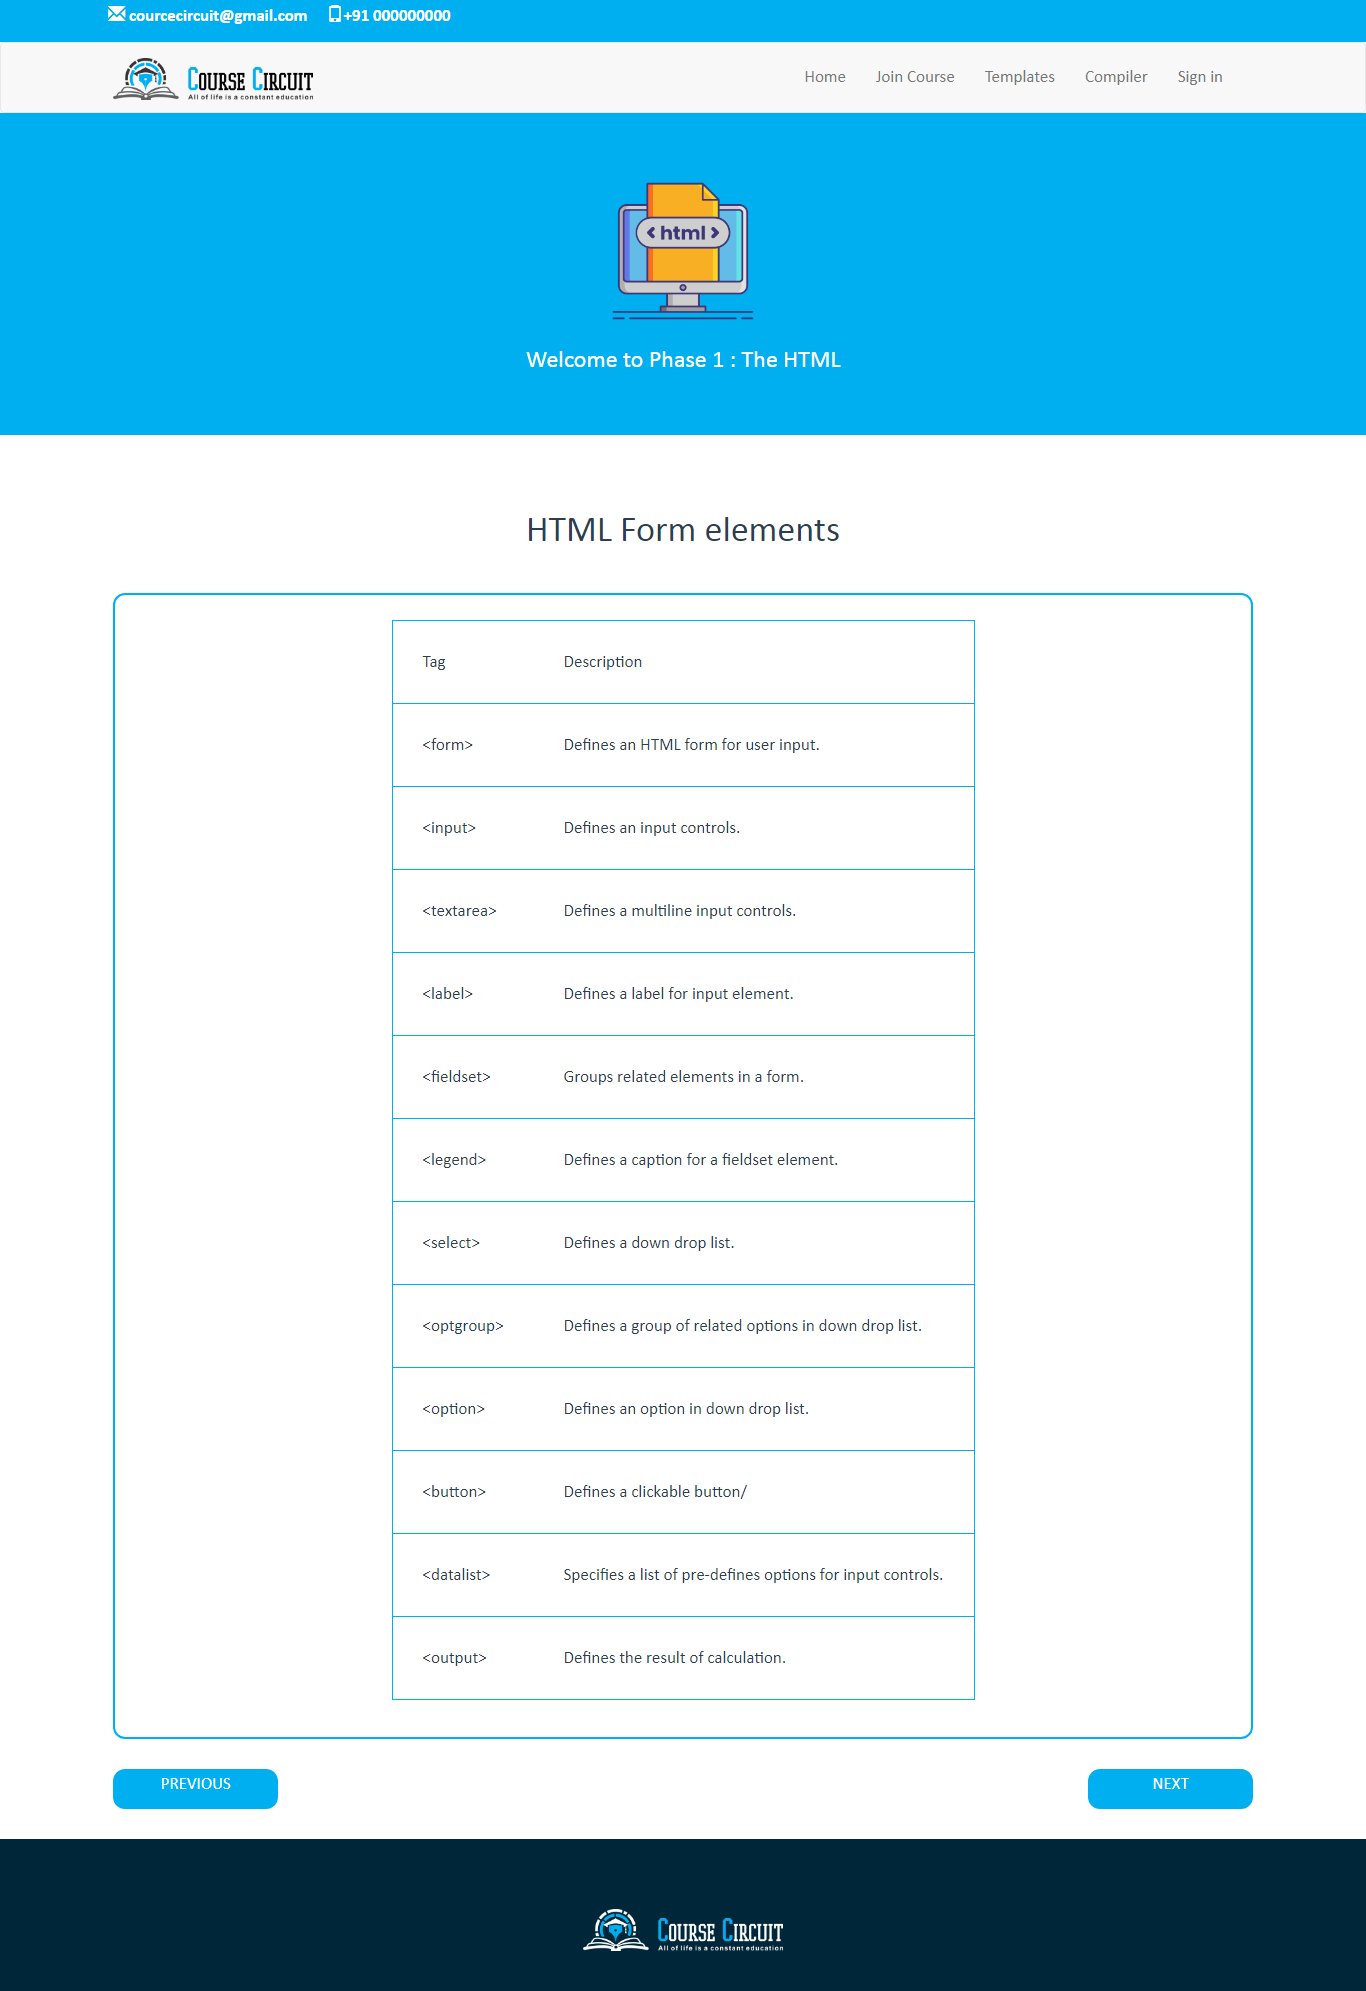 courcecircuit@gmail.com +91 000000000
COURSE CIRCUIT
All of life is a constant education
Home Join Course Templates Compiler Sign in
<html>
Welcome to Phase 1 : The HTML
HTML Form elements
Tag Description
<form> Defines an HTML form for user input.
<input> Defines an input controls.
<textarea> Defines a multiline input controls.
<label> Defines a label for input element.
<fieldset> Groups related elements in a form.
<legend> Defines a caption for a fieldset element.
<select> Defines a down drop list.
<optgroup> Defines a group of related options in down drop list.
<option> Defines an option in down drop list.
<button> Defines a clickable button/
<datalist> Specifies a list of pre-defines options for input controls.
<output> Defines the result of calculation.
PREVIOUS NEXT
COURSE CIRCUIT
All of life is a constant education